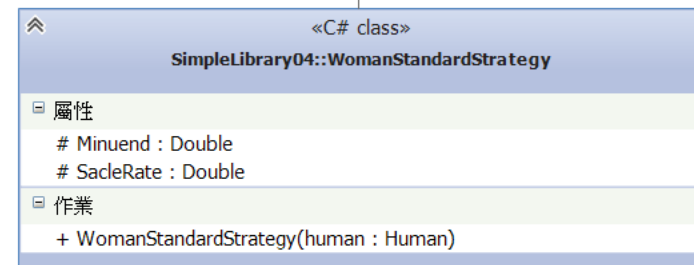 «C# class»
SimpleLibrary04::WomanStandardStrategy
屬性
# Minuend : Double
# SacleRate : Double
作業
+ WomanStandardStrategy(human : Human)